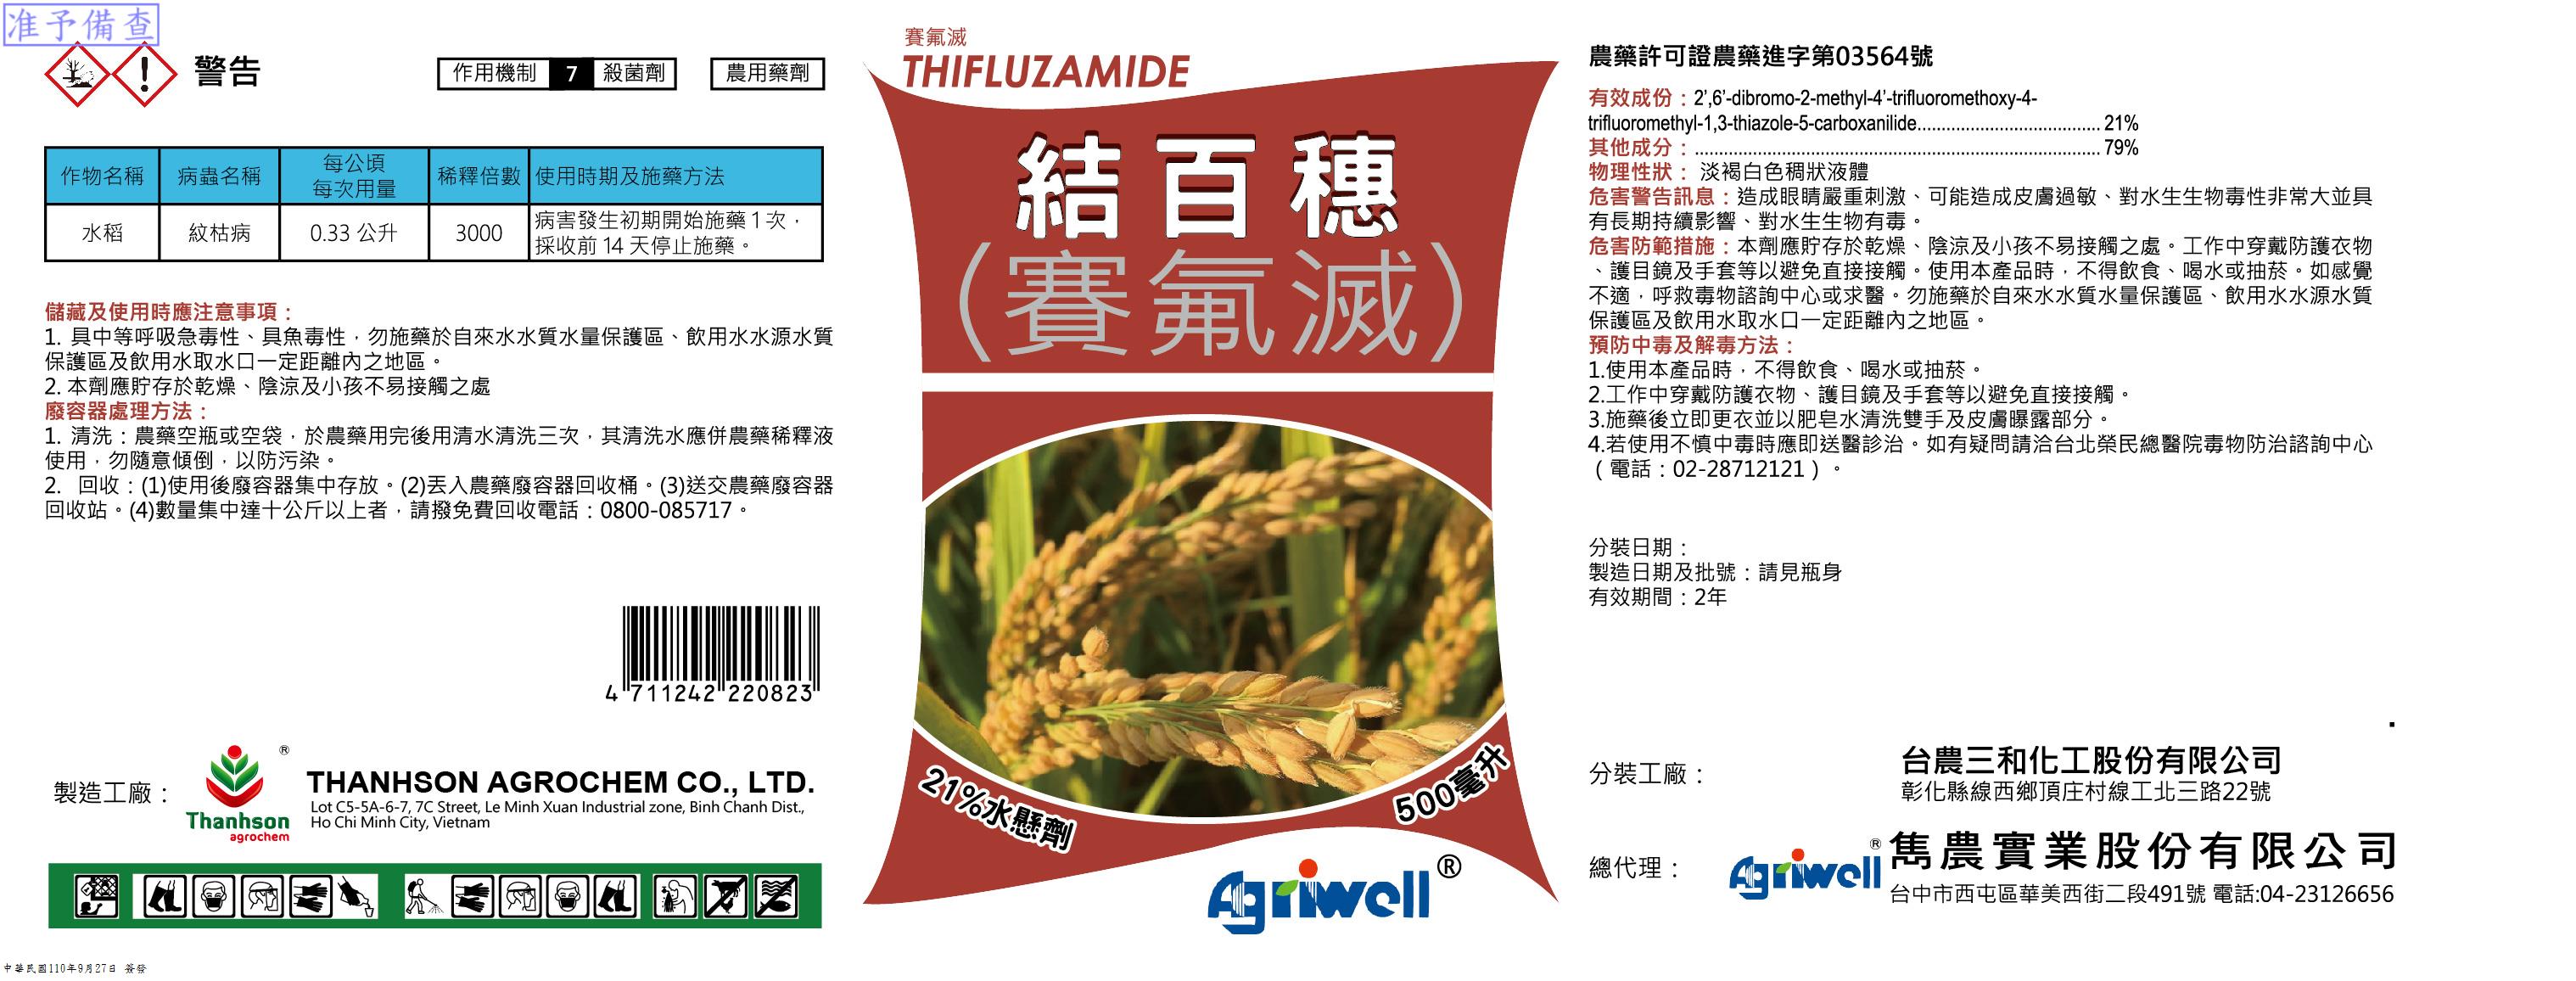 准予備查
警告
作用機制 7 殺菌劑
農用藥劑
作物名稱 病蟲名稱 每公頃每次用量 稀釋倍數 使用時期及施藥方法
水稻 紋枯病 0.33 公升 3000 病害發生初期開始施藥 1 次，
採收前 14 天停止施藥。
儲藏及使用時應注意事項：
1. 具中等呼吸急毒性、具魚毒性，勿施藥於自來水水質水量保護區、飲用水水源水質
保護區及飲用水取水口一定距離內之地區。
2. 本劑應貯存於乾燥、陰涼及小孩不易接觸之處
廢容器處理方法：
1. 清洗：農藥空瓶或空袋，於農藥用完後用清水清洗三次，其清洗水應併農藥稀釋液
使用，勿隨意傾倒，以防污染。
2. 回收：(1)使用後廢容器集中存放。(2)丟入農藥廢容器回收桶。(3)送交農藥廢容器
回收站。(4)數量集中達十公斤以上者，請撥免費回收電話：0800-085717。
4 711242 220823
製造工廠：
Thanhson
agrochem
®
THANHSON AGROCHEM CO., LTD.
Lot C5-5A-6-7, 7C Street, Le Minh Xuan Industrial zone, Binh Chanh Dist.,
Ho Chi Minh City, Vietnam
中華民國110年9月27日 簽發
賽氟滅
THIFLUZAMIDE
結百穗
(賽氟滅)
21%水懸劑
500毫升
Agriwell®
農藥許可證農藥進字第03564號
有效成份：2’,6’-dibromo-2-methyl-4’-trifluoromethoxy-4-
trifluoromethyl-1,3-thiazole-5-carboxanilide.................................... 21%
其他成分：................................................................................ 79%
物理性狀： 淡褐白色稠狀液體
危害警告訊息：造成眼睛嚴重刺激、可能造成皮膚過敏、對水生生物毒性非常大並具
有長期持續影響、對水生生物有毒。
危害防範措施：本劑應貯存於乾燥、陰涼及小孩不易接觸之處。工作中穿戴防護衣物
、護目鏡及手套等以避免直接接觸。使用本產品時，不得飲食、喝水或抽菸。如感覺
不適，呼救毒物諮詢中心或求醫。勿施藥於自來水水質水量保護區、飲用水水源水質
保護區及飲用水取水口一定距離內之地區。
預防中毒及解毒方法：
1.使用本產品時，不得飲食、喝水或抽菸。
2.工作中穿戴防護衣物、護目鏡及手套等以避免直接接觸。
3.施藥後立即更衣並以肥皂水清洗雙手及皮膚曝露部分。
4.若使用不慎中毒時應即送醫診治。如有疑問請洽台北榮民總醫院毒物防治諮詢中心
（電話：02-28712121）。
分裝日期：
製造日期及批號：請見瓶身
有效期間：2年
分裝工廠：
台農三和化工股份有限公司
彰化縣線西鄉頂庄村線工北三路22號
總代理：
Agriwell®
雋農實業股份有限公司
台中市西屯區華美西街二段491號 電話:04-23126656